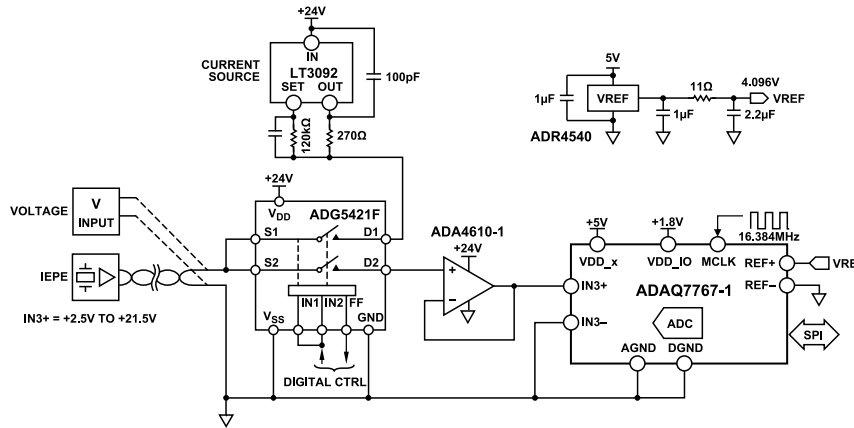 +24V
CURRENT
SOURCE
IN
LT3092
SET OUT
100pF
120kΩ
270Ω
5V
1µF
VREF
ADR4540
1µF
11Ω
4.096V
VREF
2.2µF
VOLTAGE
V
INPUT
IEPE
IN3+ = +2.5V TO +21.5V
+24V
VDD
ADG5421F
S1
D1
S2
D2
IN1 IN2 FF
VSS
GND
DIGITAL CTRL
ADA4610-1
+24V
+
–
+5V
VDD_x
+1.8V
VDD_IO
MCLK
16.384MHz
REF+
VRE
REF–
IN3+
IN3–
ADAQ7767-1
ADC
AGND
DGND
SPI